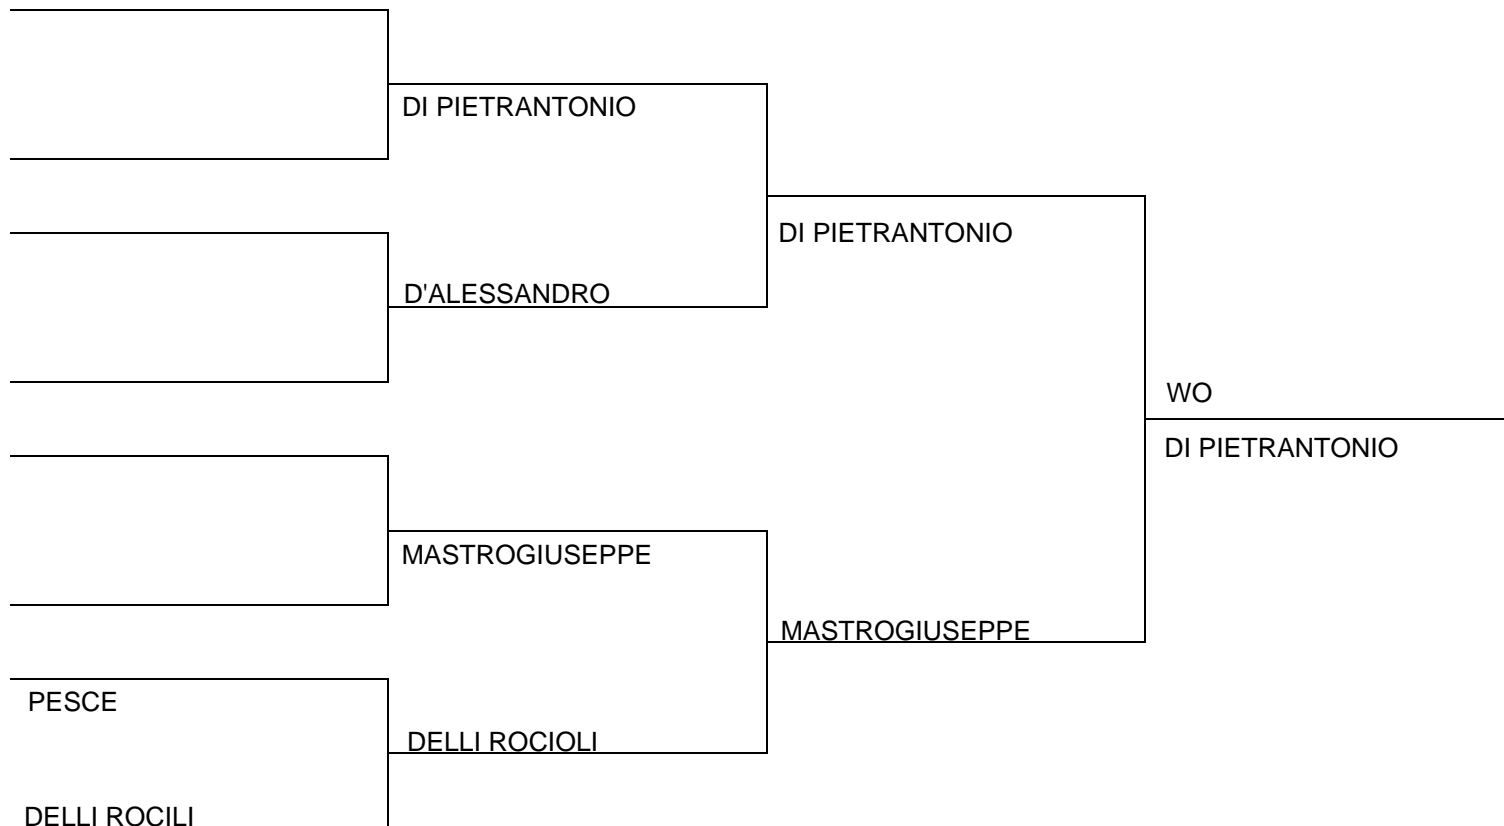 DI PIETRANTONIO
DI PIETRANTONIO
D'ALESSANDRO
WO
DI PIETRANTONIO
MASTROGIUSEPPE
MASTROGIUSEPPE
PESCE
DELLI ROCIOLI
DELLI ROCILI